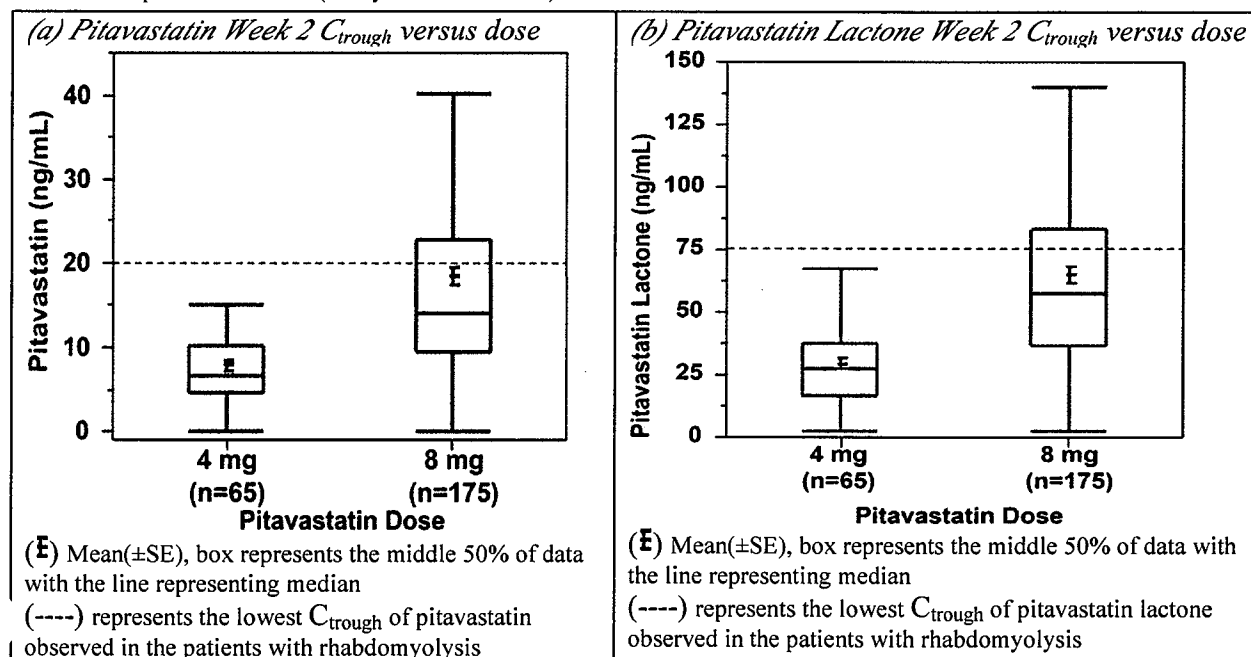 (a) Pitavastatin Week 2 Ctrough versus dose
Pitavastatin (ng/mL)
40
30
20
10
0
4 mg
(n=65)
8 mg
(n=175)
Pitavastatin Dose
(E) Mean(±SE), box represents the middle 50% of data
with the line representing median
(----) represents the lowest Ctrough of pitavastatin
observed in the patients with rhabdomyolysis
(b) Pitavastatin Lactone Week 2 Ctrough versus dose
Pitavastatin Lactone (ng/mL)
150
125
100
75
50
25
0
4 mg
(n=65)
8 mg
(n=175)
Pitavastatin Dose
(E) Mean(±SE), box represents the middle 50% of data with
the line representing median
(----) represents the lowest Ctrough of pitavastatin lactone
observed in the patients with rhabdomyolysis